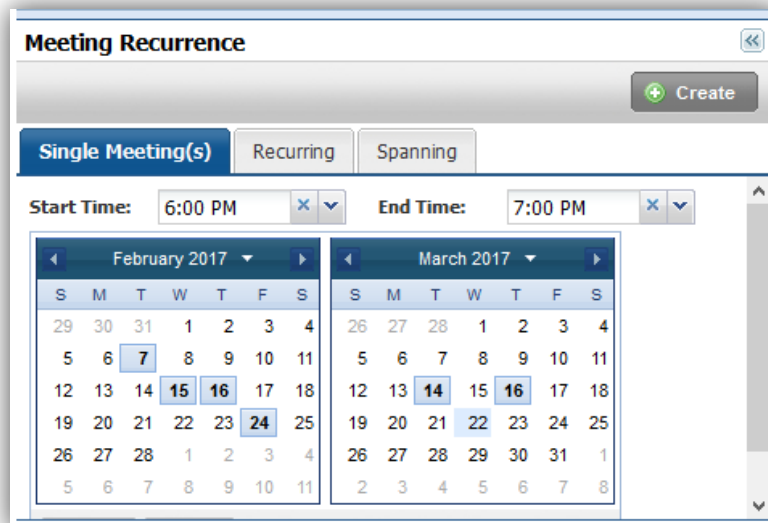 Meeting Recurrence
Create
Single Meeting(s) Recurring Spanning
Start Time: 6:00 PM End Time: 7:00 PM
February 2017 March 2017
S M T W T F S S M T W T F S
29 30 31 1 2 3 4 26 27 28 1 2 3 4
5 6 7 8 9 10 11 5 6 7 8 9 10 11
12 13 14 15 16 17 18 12 13 14 15 16 17 18
19 20 21 22 23 24 25 19 20 21 22 23 24 25
26 27 28 1 2 3 4 26 27 28 29 30 31 1
5 6 7 8 9 10 11 2 3 4 5 6 7 8